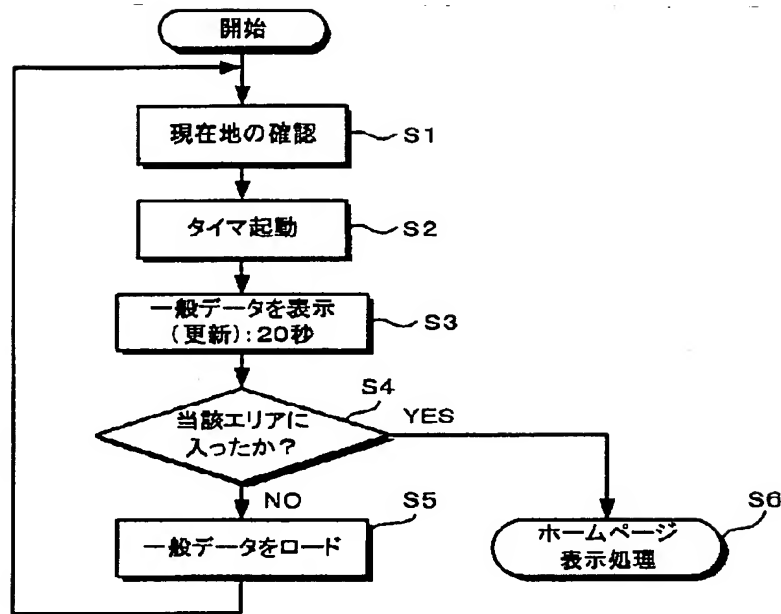 開始
現在地の確認
S1
タイマ起動
S2
一般データを表示
(更新):20秒
S3
S4
当該エリアに
入ったか?
YES
NO
S5
一般データをロード
S6
ホームページ
表示処理